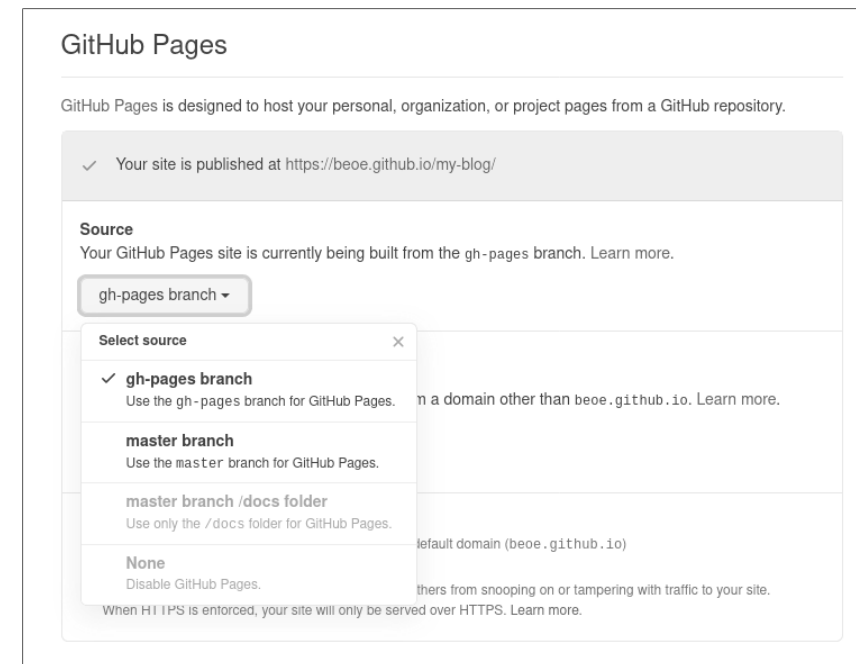 GitHub Pages
GitHub Pages is designed to host your personal, organization, or project pages from a GitHub repository.
Your site is published at https://beoe.github.io/my-blog/
Source
Your GitHub Pages site is currently being built from the gh-pages branch. Learn more.
gh-pages branch
Select source
gh-pages branch
Use the gh-pages branch for GitHub Pages.
a domain other than beoe.github.io. Learn more.
master branch
Use the master branch for GitHub Pages.
master branch /docs folder
Use only the /docs folder for GitHub Pages.
domain (beoe.github.io)
None
Disable GitHub Pages.
from snooping on or tampering with traffic to your site.
When HTTPS is enforced, your site will only be served over HTTPS. Learn more.